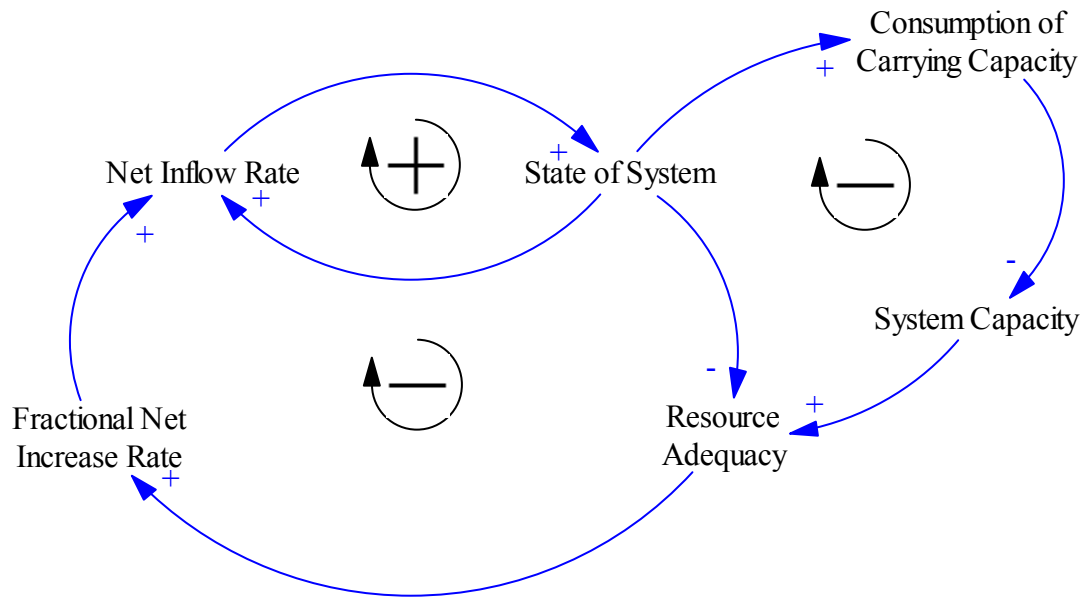 Consumption of
Carrying Capacity
+
+
Net Inflow Rate
State of System
+
+
+
+
−
−
-
System Capacity
-
+
Fractional Net
Increase Rate
Resource
Adequacy
+
−